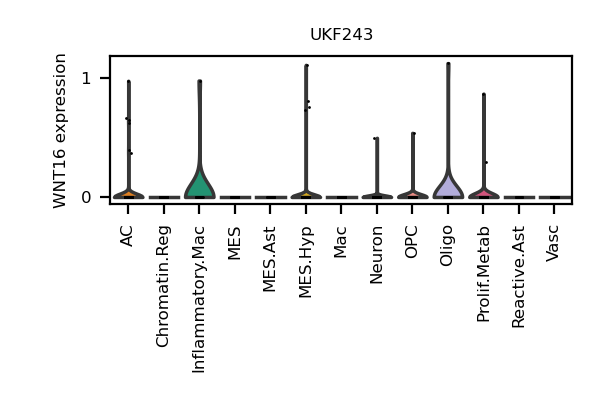 UKF243
WNT16 expression
1
0
AC
Chromatin.Reg
Inflammatory.Mac
MES
MES.Ast
MES.Hyp
Mac
Neuron
OPC
Oligo
Prolif.Metab
Reactive.Ast
Vasc